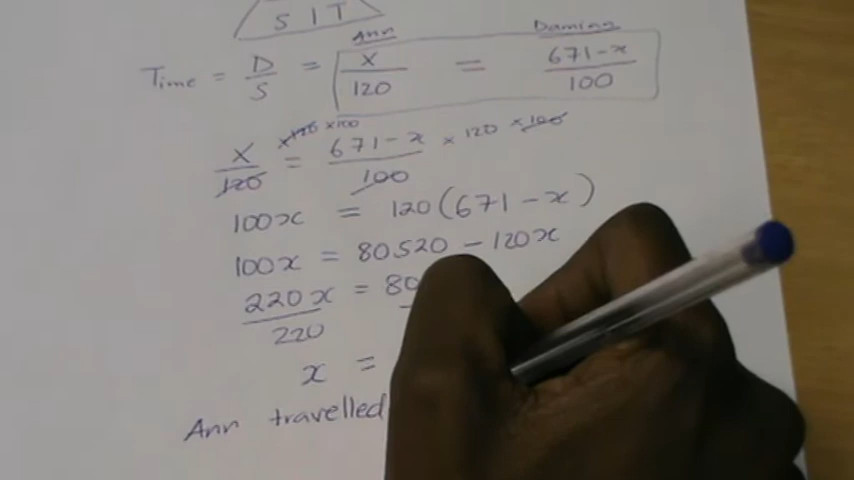 S I T
Ann Damian
Time = D/S = x/120 = 671-x/100
x/120 ×120 ×100 = 671-x/100 ×120 ×100
100x = 120(671-x)
100x = 80520-120x
220x/220 = 80
x =
Ann travelled